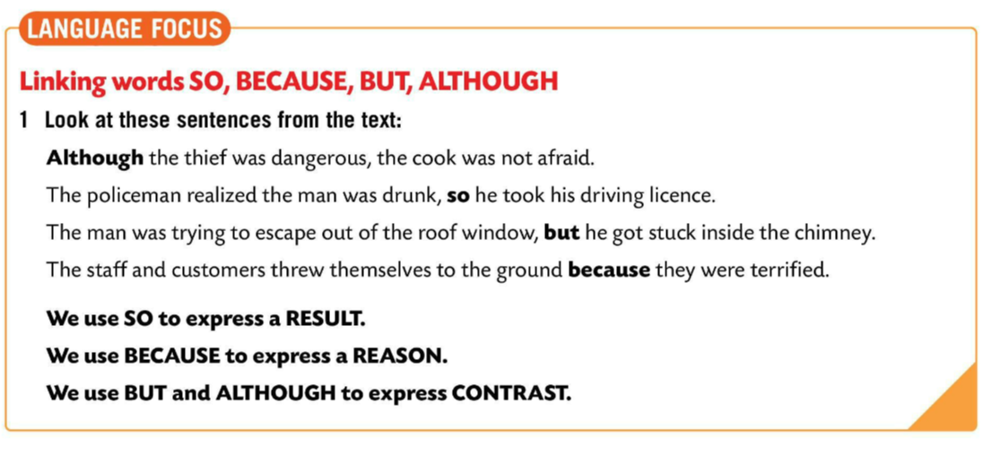 LANGUAGE FOCUS
Linking words SO, BECAUSE, BUT, ALTHOUGH
1 Look at these sentences from the text:
Although the thief was dangerous, the cook was not afraid.
The policeman realized the man was drunk, so he took his driving licence.
The man was trying to escape out of the roof window, but he got stuck inside the chimney.
The staff and customers threw themselves to the ground because they were terrified.
We use SO to express a RESULT.
We use BECAUSE to express a REASON.
We use BUT and ALTHOUGH to express CONTRAST.